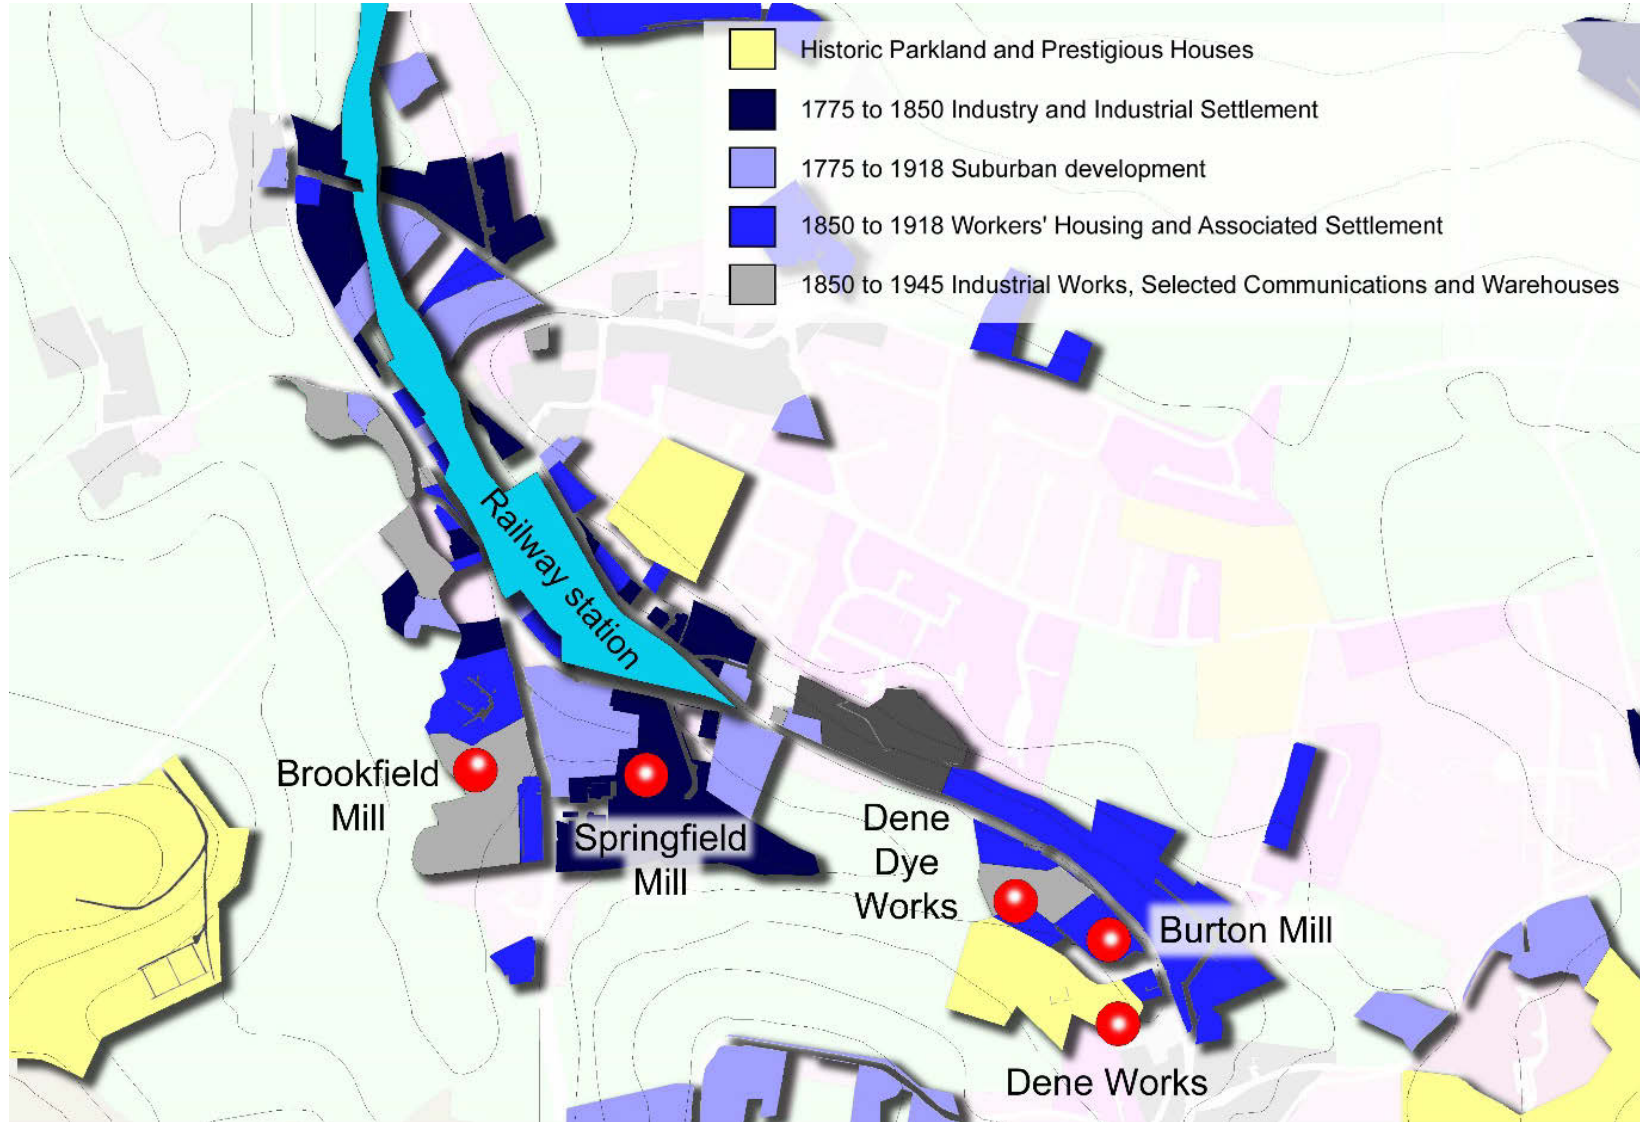 Historic Parkland and Prestigious Houses
1775 to 1850 Industry and Industrial Settlement
1775 to 1918 Suburban development
1850 to 1918 Workers' Housing and Associated Settlement
1850 to 1945 Industrial Works, Selected Communications and Warehouses
Railway station
Brookfield
Mill
Springfield
Mill
Dene
Dye
Works
Burton Mill
Dene Works